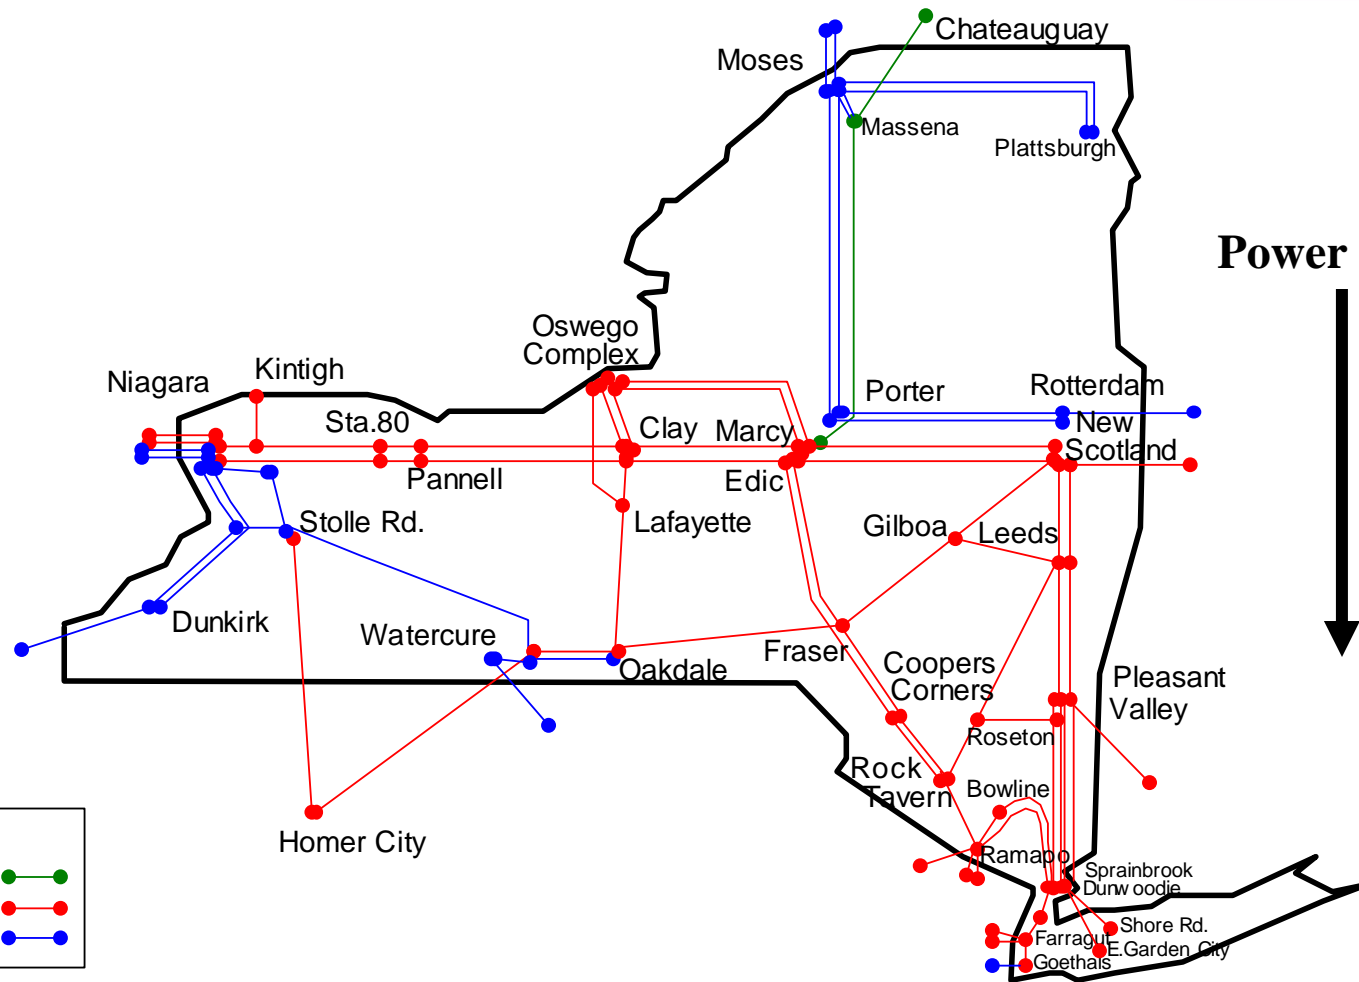 Chateauguay
Moses
Massena
Plattsburgh
Power
Oswego
Complex
Kintigh
Niagara
Porter
Rotterdam
Sta.80
Clay
Marcy
New
Scotland
Pannell
Edic
Stolle Rd.
Lafayette
Gilboa
Leeds
Dunkirk
Watercure
Oakdale
Fraser
Coopers
Corners
Pleasant
Valley
Roseton
Rock
Tavern
Bowline
Homer City
Ramapo
Sprainbrook
Dunwoodie
Shore Rd.
Farragut
E.Garden City
Goethals